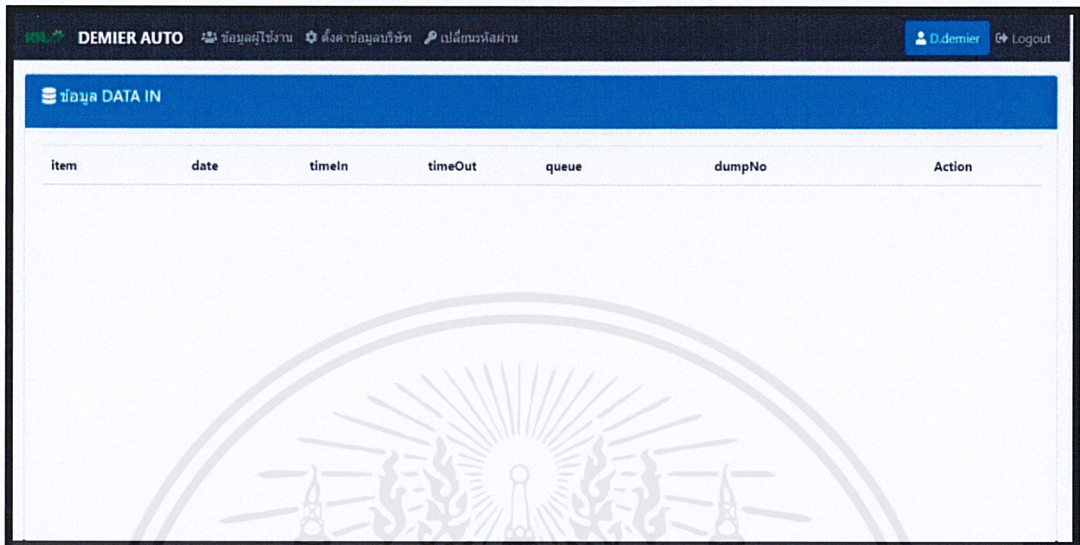 DEMIER AUTO ข้อมูลผู้ใช้งาน ตั้งค่าข้อมูลบริษัท เปลี่ยนรหัสผ่าน D.demier Logout
ข้อมูล DATA IN
item date timeIn timeOut queue dumpNo Action